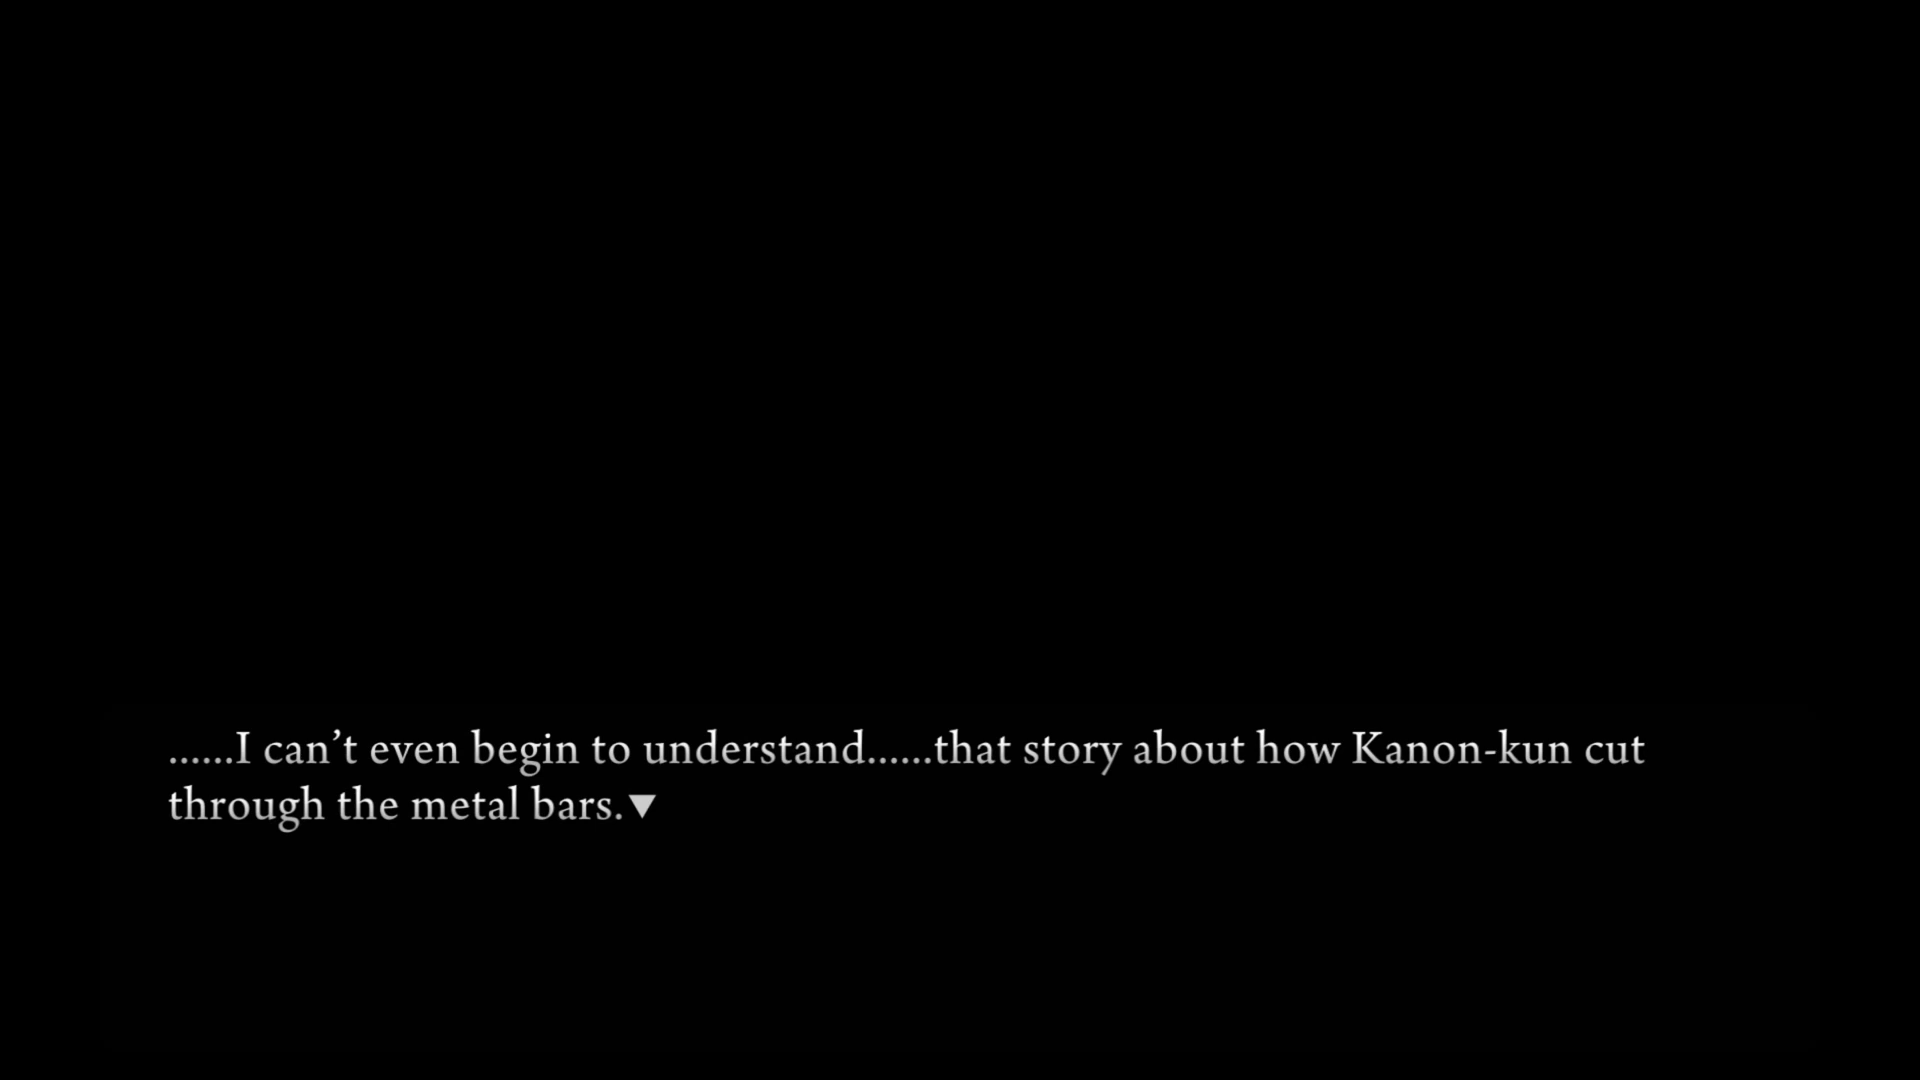 ......I can’t even begin to understand......that story about how Kanon-kun cut
through the metal bars.▼